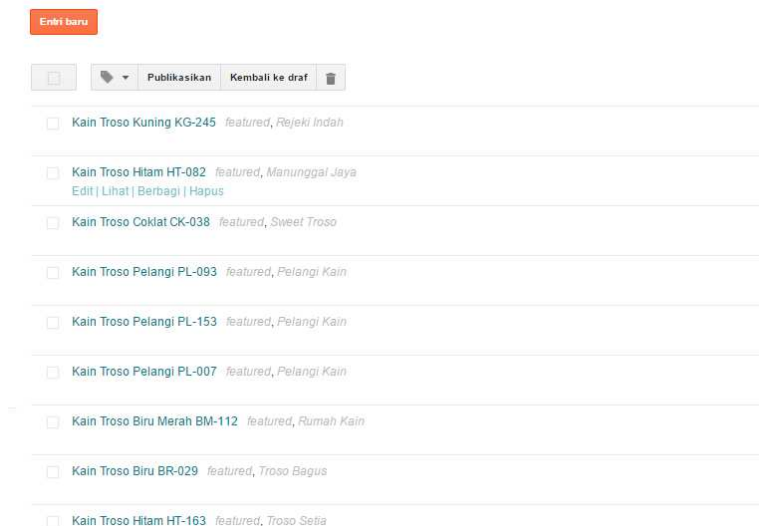 Entri baru
Publikasikan Kembali ke draf
Kain Troso Kuning KG-245 featured, Rejeki Indah
Kain Troso Hitam HT-082 featured, Manunggal Jaya
Edit | Lihat | Berbagi | Hapus
Kain Troso Coklat CK-038 featured, Sweet Troso
Kain Troso Pelangi PL-093 featured, Pelangi Kain
Kain Troso Pelangi PL-153 featured, Pelangi Kain
Kain Troso Pelangi PL-007 featured, Pelangi Kain
Kain Troso Biru Merah BM-112 featured, Rumah Kain
Kain Troso Biru BR-029 featured, Troso Bagus
Kain Troso Hitam HT-163 featured, Troso Setia